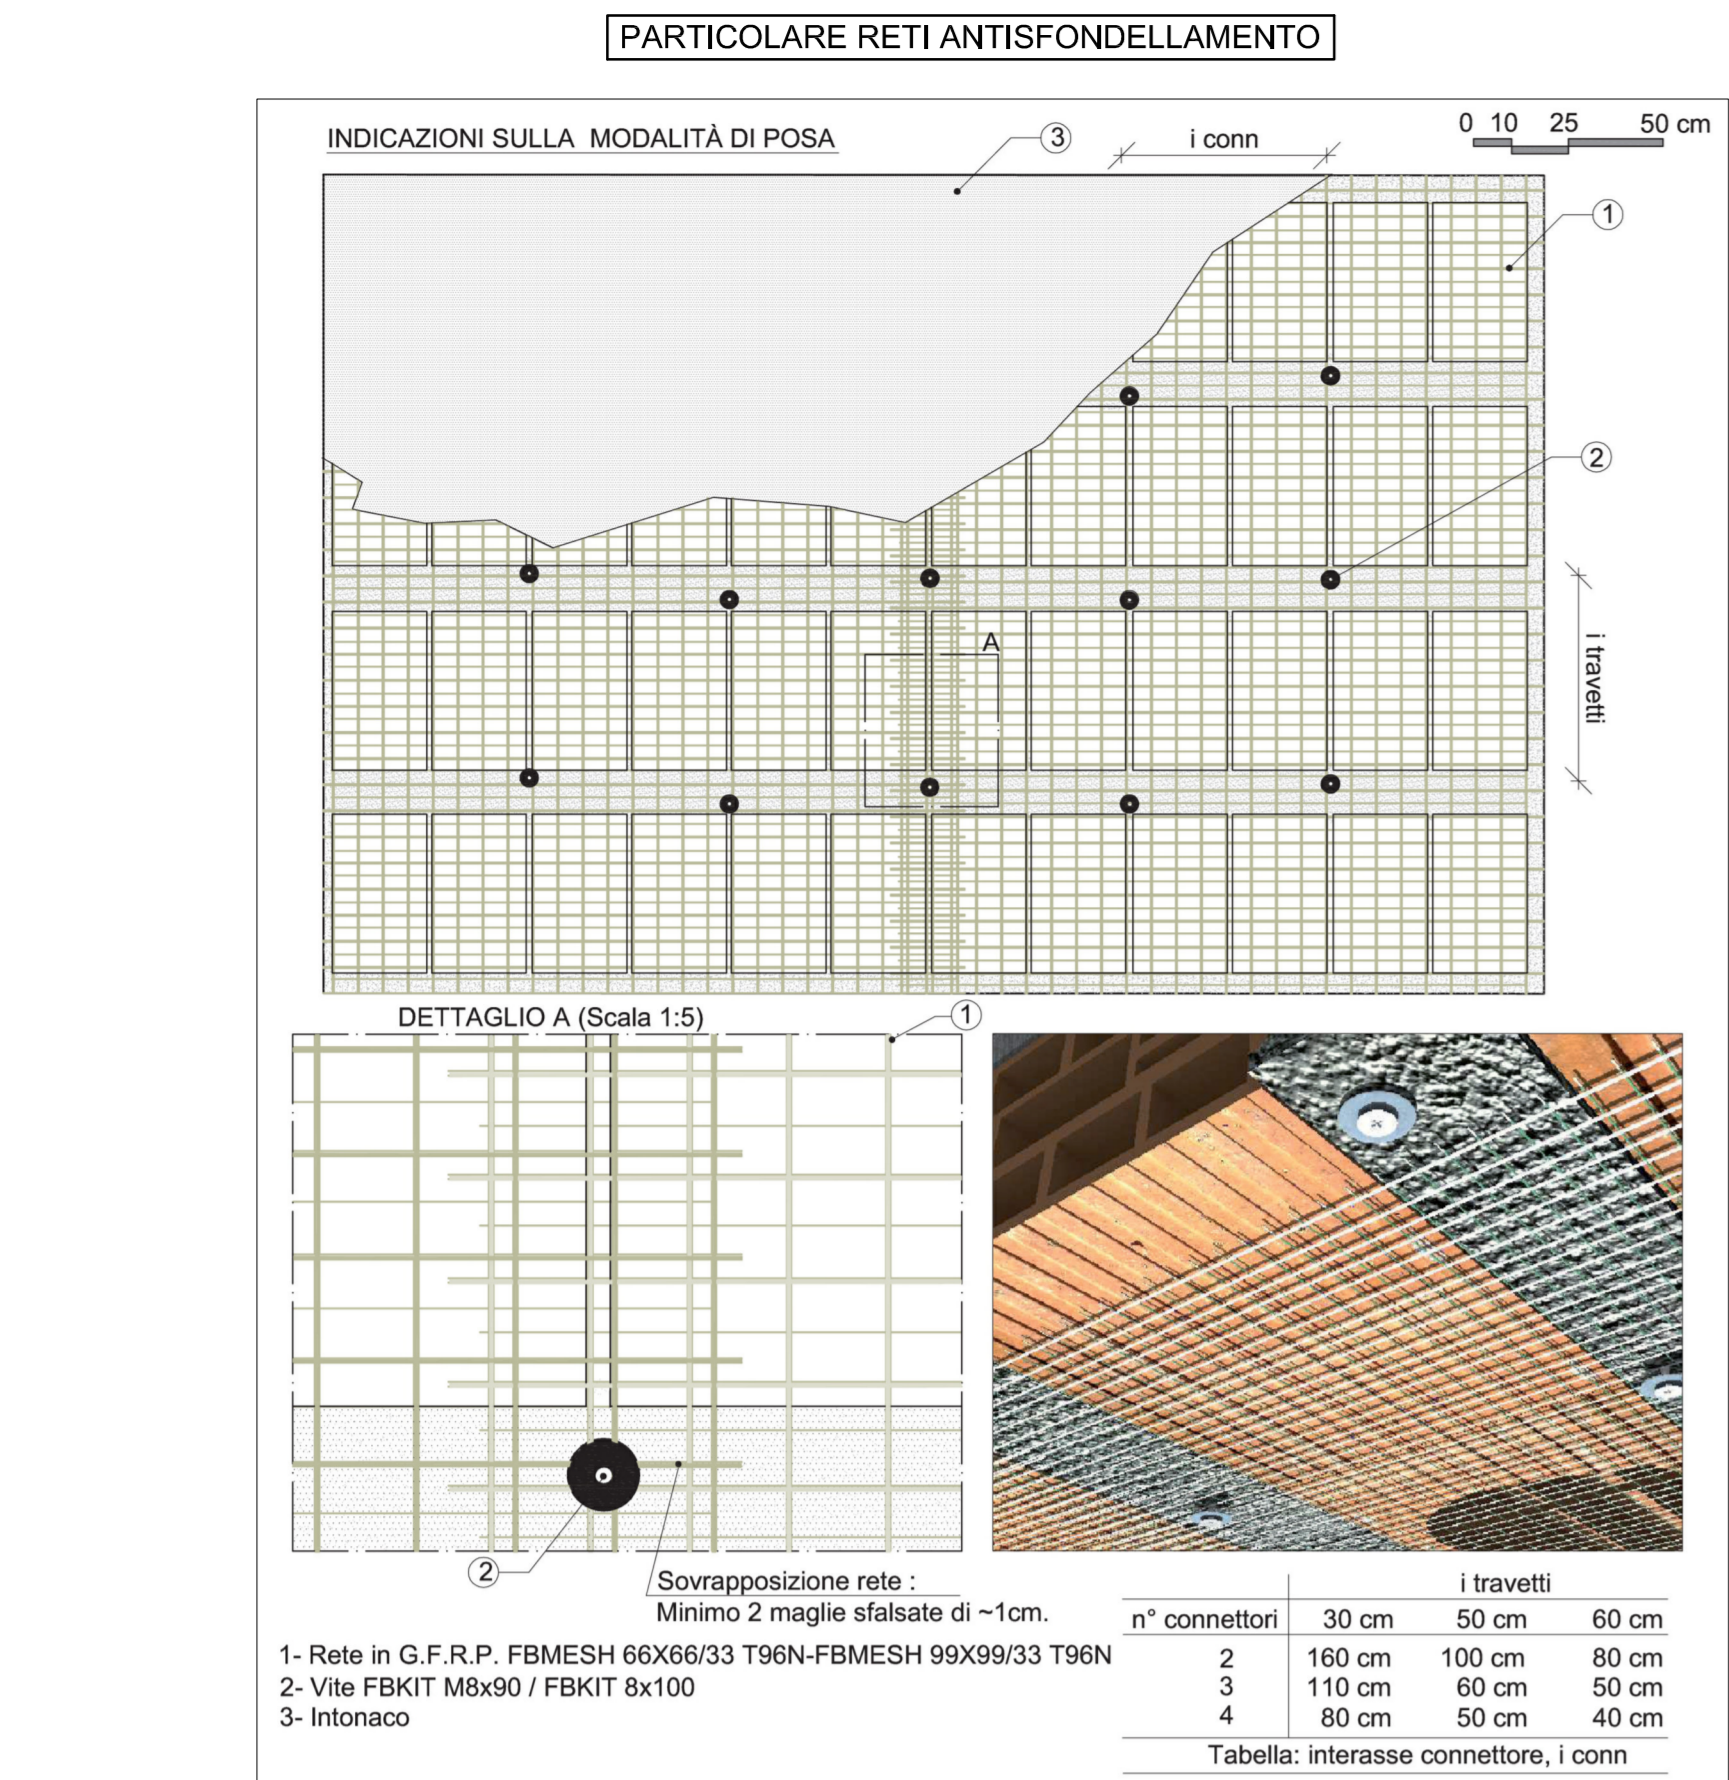 PARTICOLARE RETI ANTISFONDELLAMENTO
INDICAZIONI SULLA MODALITÀ DI POSA
3
i conn
0 10 25 50 cm
1
2
A
i travetti
DETTAGLIO A (Scala 1:5)
1
2
Sovrapposizione rete :
Minimo 2 maglie sfalsate di ~1cm.
1- Rete in G.F.R.P. FBMESH 66X66/33 T96N-FBMESH 99X99/33 T96N
2- Vite FBKIT M8x90 / FBKIT 8x100
3- Intonaco
i travetti
n° connettori 30 cm 50 cm 60 cm
2 160 cm 100 cm 80 cm
3 110 cm 60 cm 50 cm
4 80 cm 50 cm 40 cm
Tabella: interasse connettore, i conn